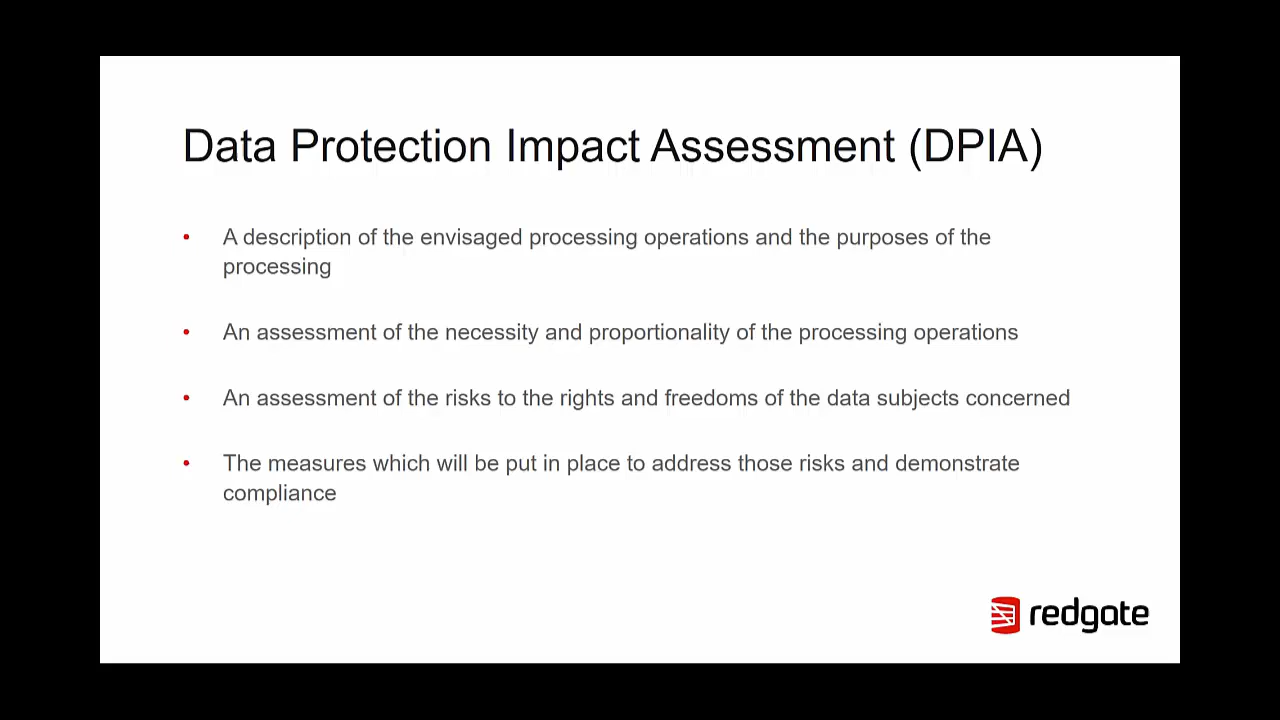 Data Protection Impact Assessment (DPIA)
• A description of the envisaged processing operations and the purposes of the
processing
• An assessment of the necessity and proportionality of the processing operations
• An assessment of the risks to the rights and freedoms of the data subjects concerned
• The measures which will be put in place to address those risks and demonstrate
compliance
redgate